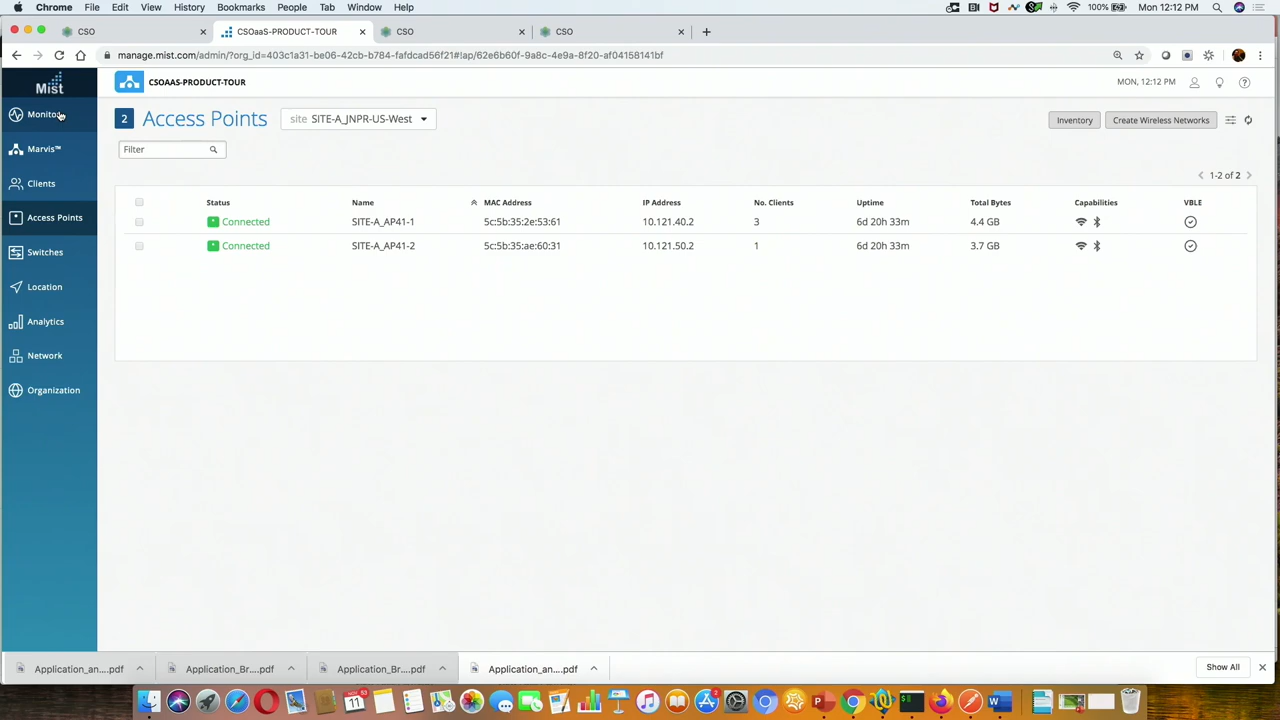 Chrome File Edit View History Bookmarks People Tab Window Help 100% Mon 12:12 PM
CSO CSOaaS-PRODUCT-TOUR CSO CSO
manage.mist.com/admin/?org_id=403c1a31-be06-42cb-b784-fafdcad56f21#!ap/62e6b60f-9a8c-4e9a-8f20-af04158141bf
Mist CSOAAS-PRODUCT-TOUR MON, 12:12 PM
Monitor
Marvis™
Clients
Access Points
Switches
Location
Analytics
Network
Organization
2 Access Points site SITE-A_JNPR-US-West Inventory Create Wireless Networks
Filter
1-2 of 2
Status Name MAC Address IP Address No. Clients Uptime Total Bytes Capabilities VBLE
Connected SITE-A_AP41-1 5c:5b:35:2e:53:61 10.121.40.2 3 6d 20h 33m 4.4 GB
Connected SITE-A_AP41-2 5c:5b:35:ae:60:31 10.121.50.2 1 6d 20h 33m 3.7 GB
Application_an....pdf Application_Br....pdf Application_Br....pdf Application_an....pdf Show All